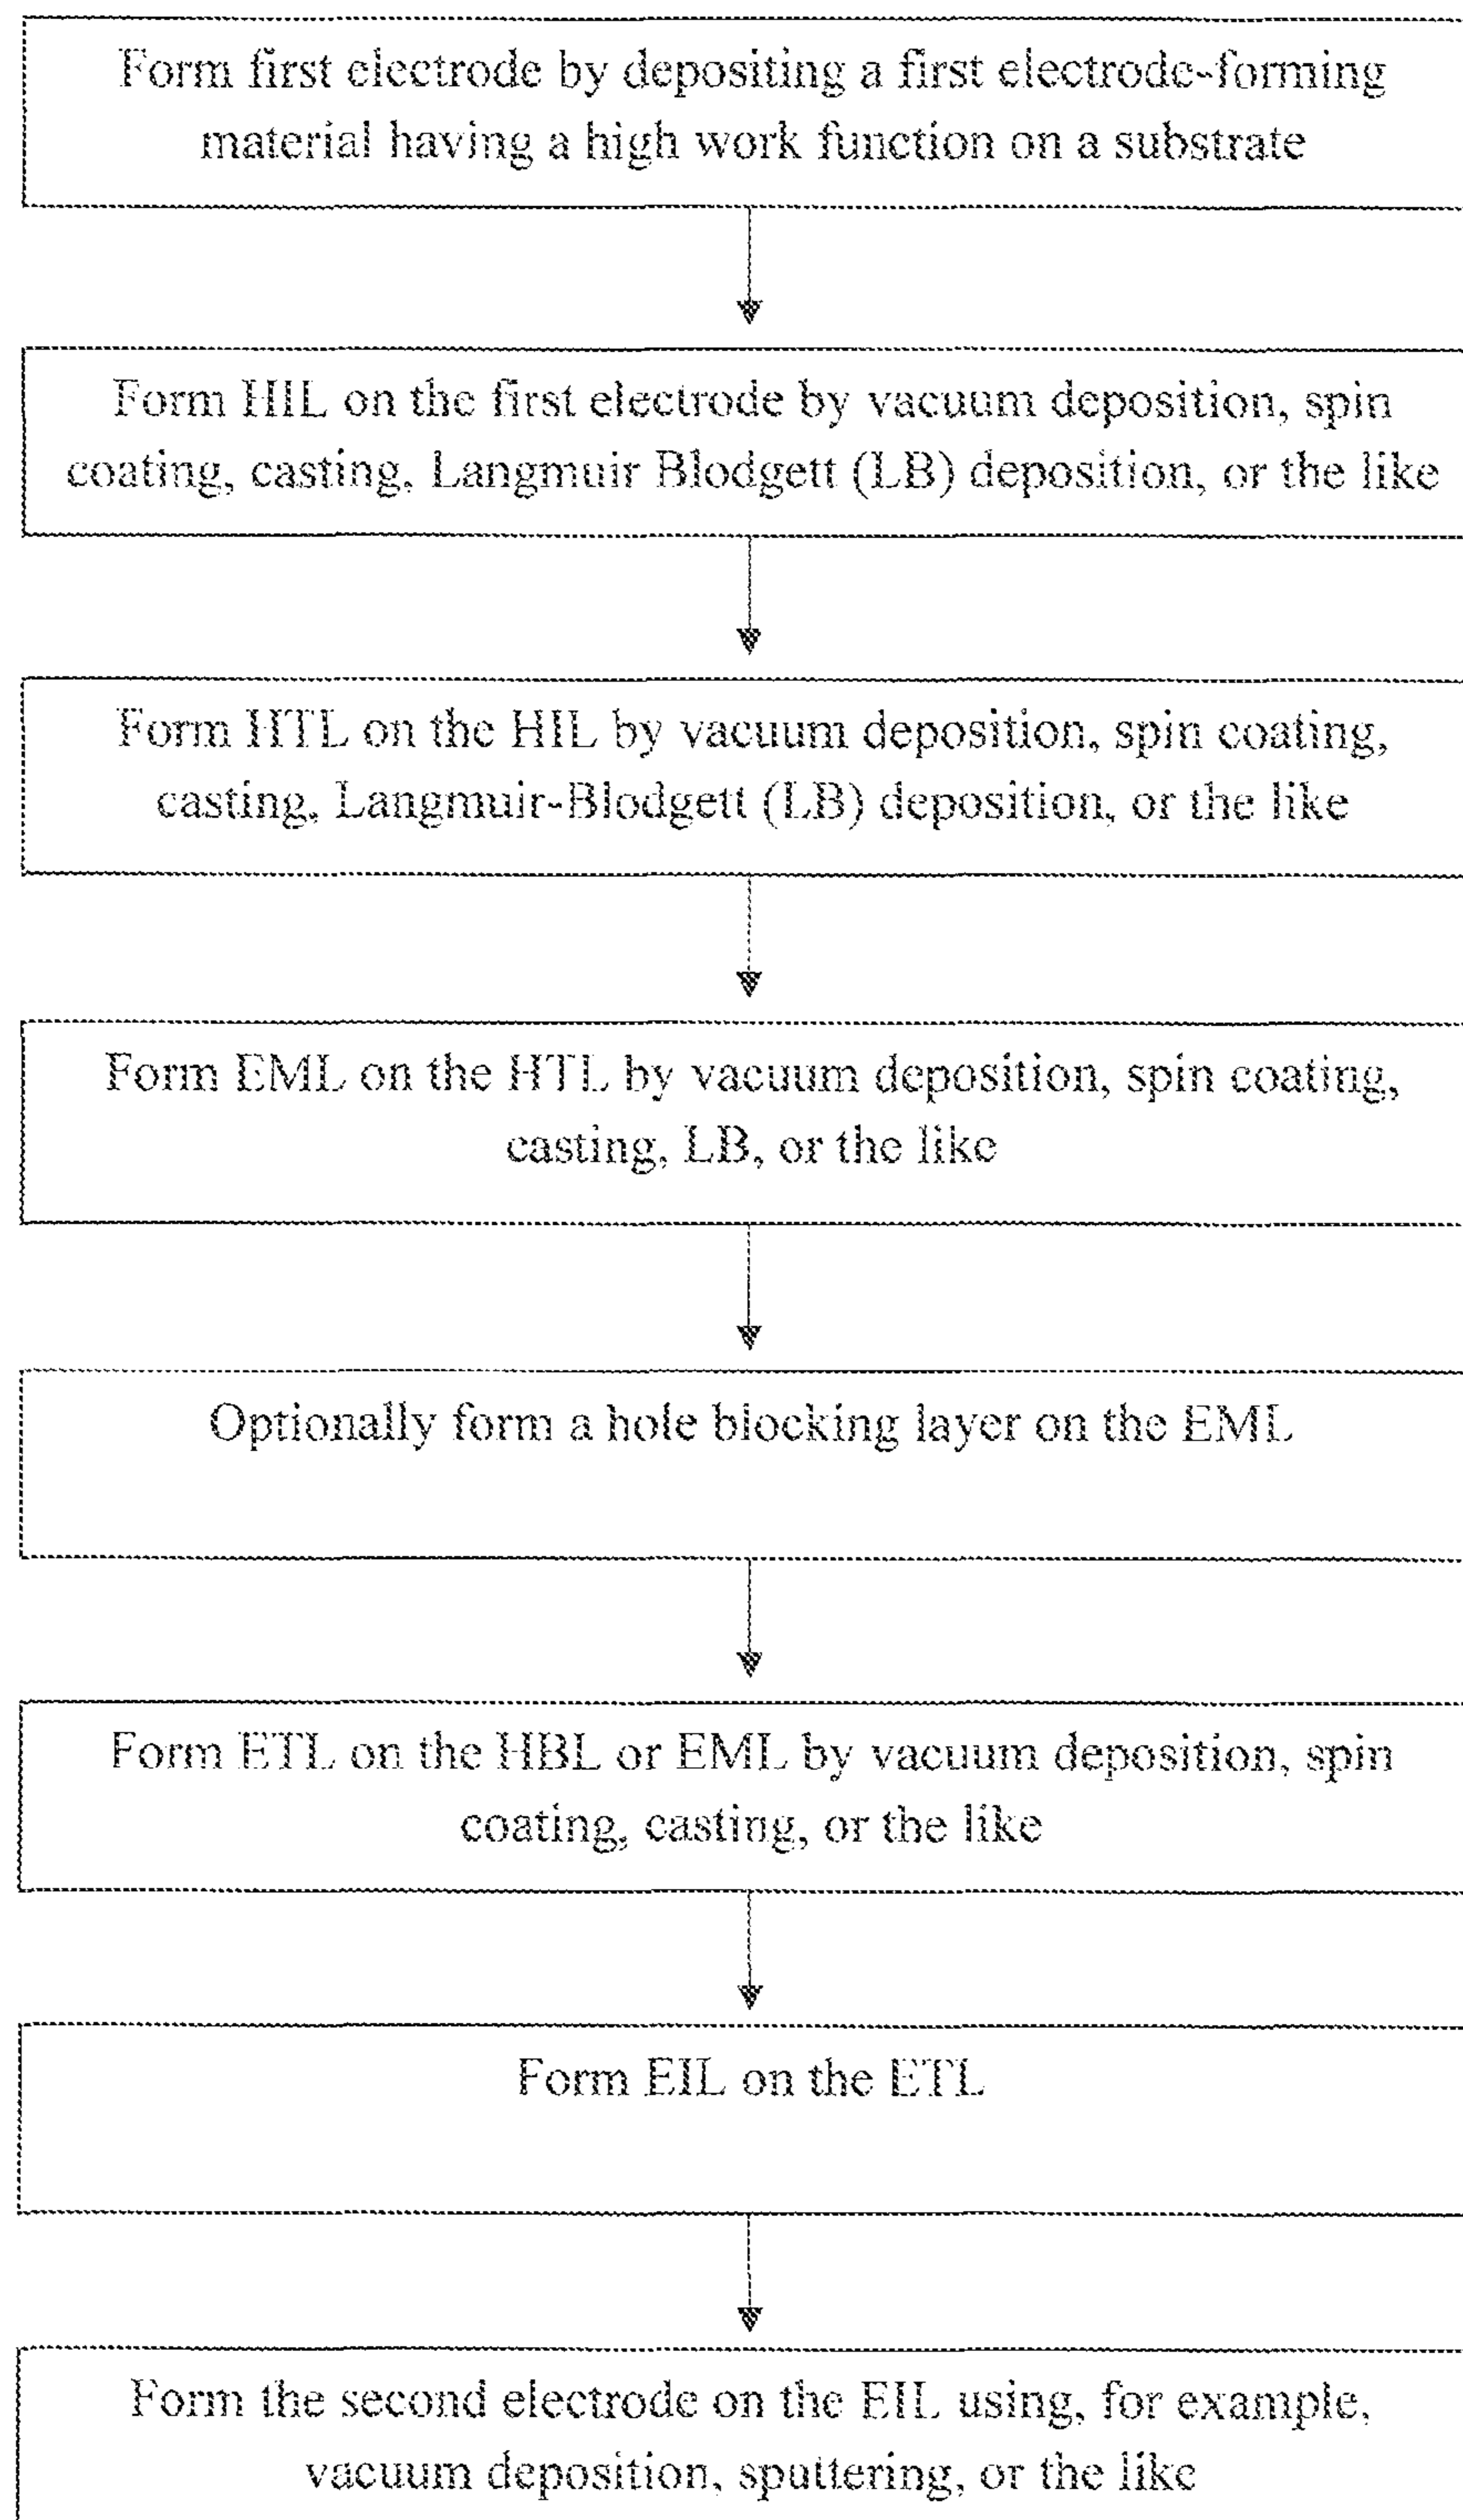 Form first electrode by depositing a first electrode-forming
material having a high work function on a substrate
Form HIL on the first electrode by vacuum deposition, spin
coating, casting, Langmuir Blodgett (LB) deposition, or the like
Form HTL on the HIL by vacuum deposition, spin coating,
casting, Langmuir-Blodgett (LB) deposition, or the like
Form EML on the HTL by vacuum deposition, spin coating,
casting, LB, or the like
Optionally form a hole blocking layer on the EML
Form ETL on the HBL or EML by vacuum deposition, spin
coating, casting, or the like
Form EIL on the ETL
Form the second electrode on the EIL using, for example,
vacuum deposition, sputtering, or the like